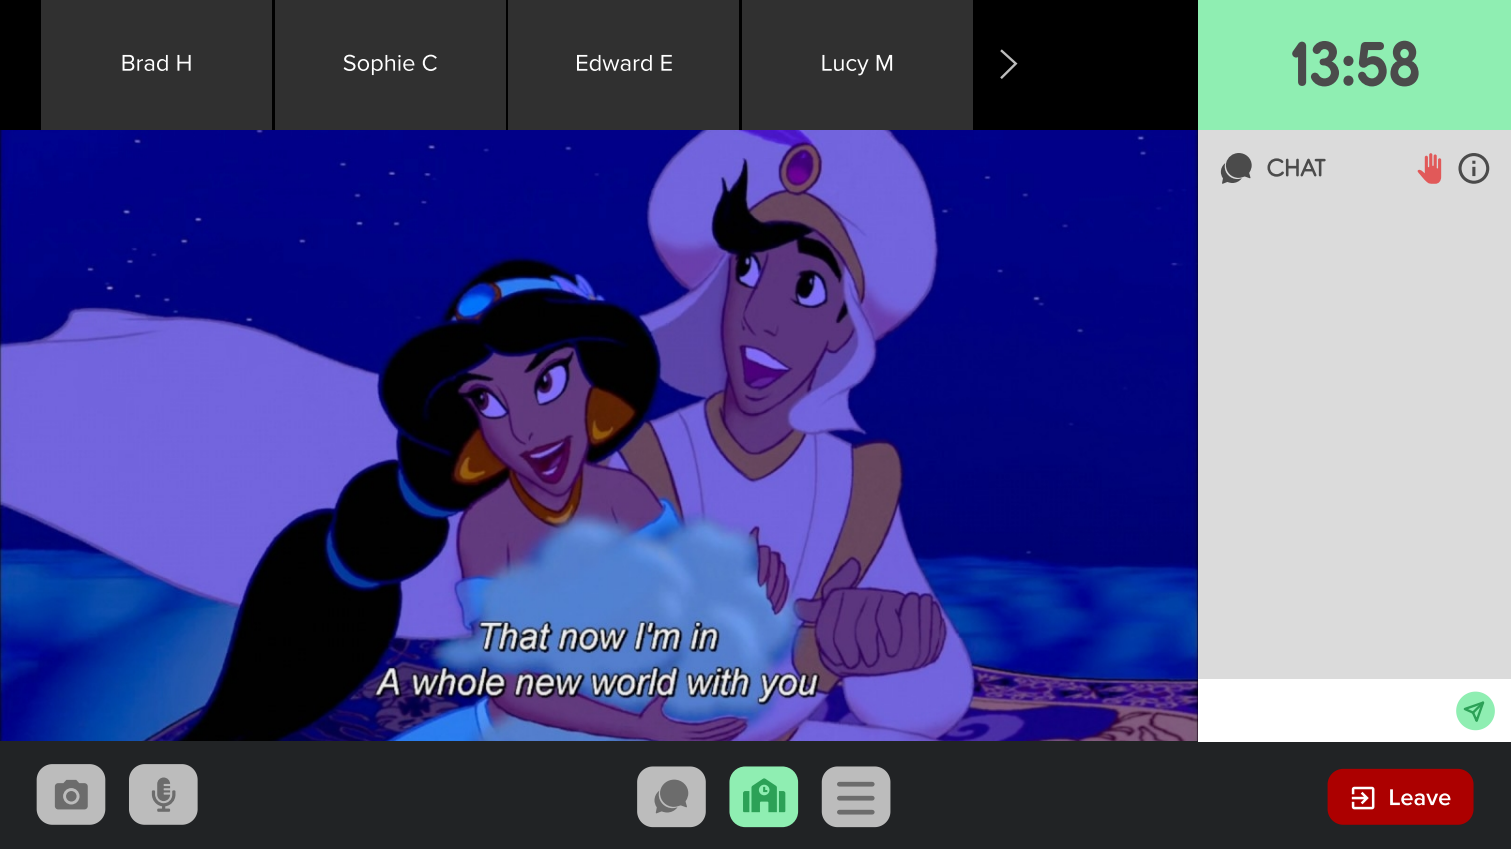 Brad H
Sophie C
Edward E
Lucy M
13:58
CHAT
That now I'm in
A whole new world with you
Leave